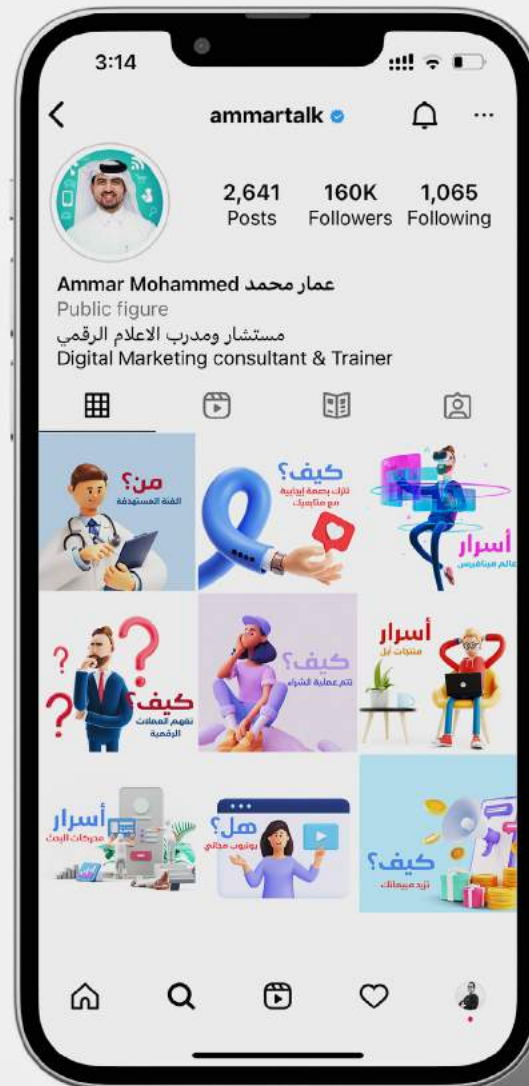 3:14
ammartalk
2,641 160K 1,065
Posts Followers Following
Ammar Mohammed عمار محمد
Public figure
مستشار ومدرب الاعلام الرقمي
Digital Marketing consultant & Trainer
من؟
الفئة المستهدفة
كيف؟
تترك بصمة إيجابية
مع متابعيك
أسرار
عالم ميتافيرس
كيف؟
تفهم العملات
الرقمية
كيف؟
تتم عملية الشراء
أسرار
منتجات أبل
أسرار
محركات البحث
هل؟
يوتيوب مجاني
كيف؟
تزيد مبيعاتك